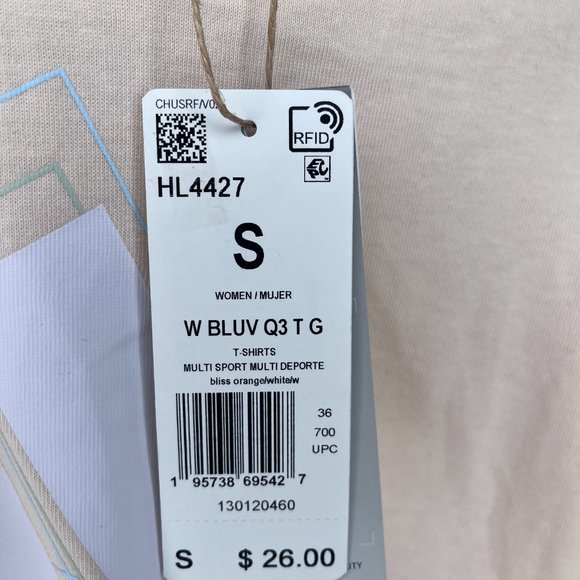 CHUSRF/V02
RFID
HL4427
S
WOMEN / MUJER
W BLUV Q3 T G
T-SHIRTS
MULTI SPORT MULTI DEPORTE
bliss orange/white/w
36
700
UPC
1 95738 69542 7
130120460
S $ 26.00